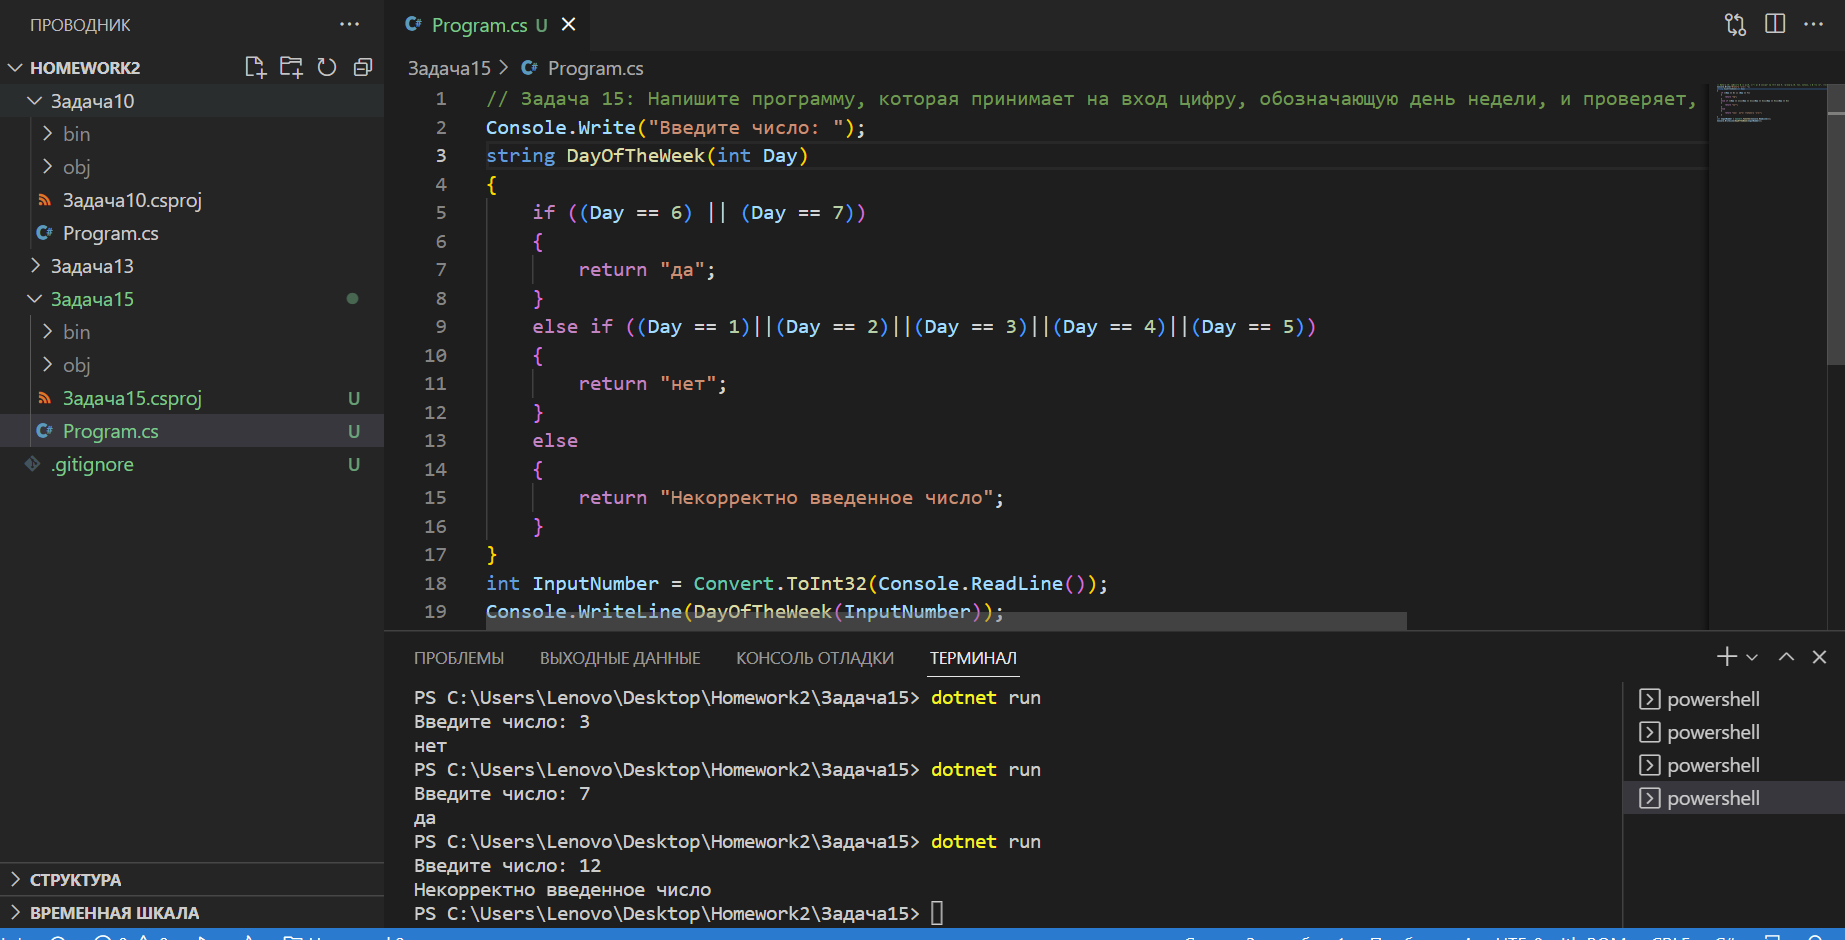 ПРОВОДНИК
HOMEWORK2
Задача10
bin
obj
Задача10.csproj
C# Program.cs
Задача13
Задача15
bin
obj
Задача15.csproj U
C# Program.cs U
.gitignore U
СТРУКТУРА
ВРЕМЕННАЯ ШКАЛА
C# Program.cs U
Задача15 > C# Program.cs
1 // Задача 15: Напишите программу, которая принимает на вход цифру, обозначающую день недели, и проверяет,
2 Console.Write("Введите число: ");
3 string DayOfTheWeek(int Day)
4 {
5 if ((Day == 6) || (Day == 7))
6 {
7 return "да";
8 }
9 else if ((Day == 1)||(Day == 2)||(Day == 3)||(Day == 4)||(Day == 5))
10 {
11 return "нет";
12 }
13 else
14 {
15 return "Некорректно введенное число";
16 }
17 }
18 int InputNumber = Convert.ToInt32(Console.ReadLine());
19 Console.WriteLine(DayOfTheWeek(InputNumber));
ПРОБЛЕМЫ ВЫХОДНЫЕ ДАННЫЕ КОНСОЛЬ ОТЛАДКИ ТЕРМИНАЛ
PS C:\Users\Lenovo\Desktop\Homework2\Задача15> dotnet run
Введите число: 3
нет
PS C:\Users\Lenovo\Desktop\Homework2\Задача15> dotnet run
Введите число: 7
да
PS C:\Users\Lenovo\Desktop\Homework2\Задача15> dotnet run
Введите число: 12
Некорректно введенное число
PS C:\Users\Lenovo\Desktop\Homework2\Задача15>
powershell
powershell
powershell
powershell